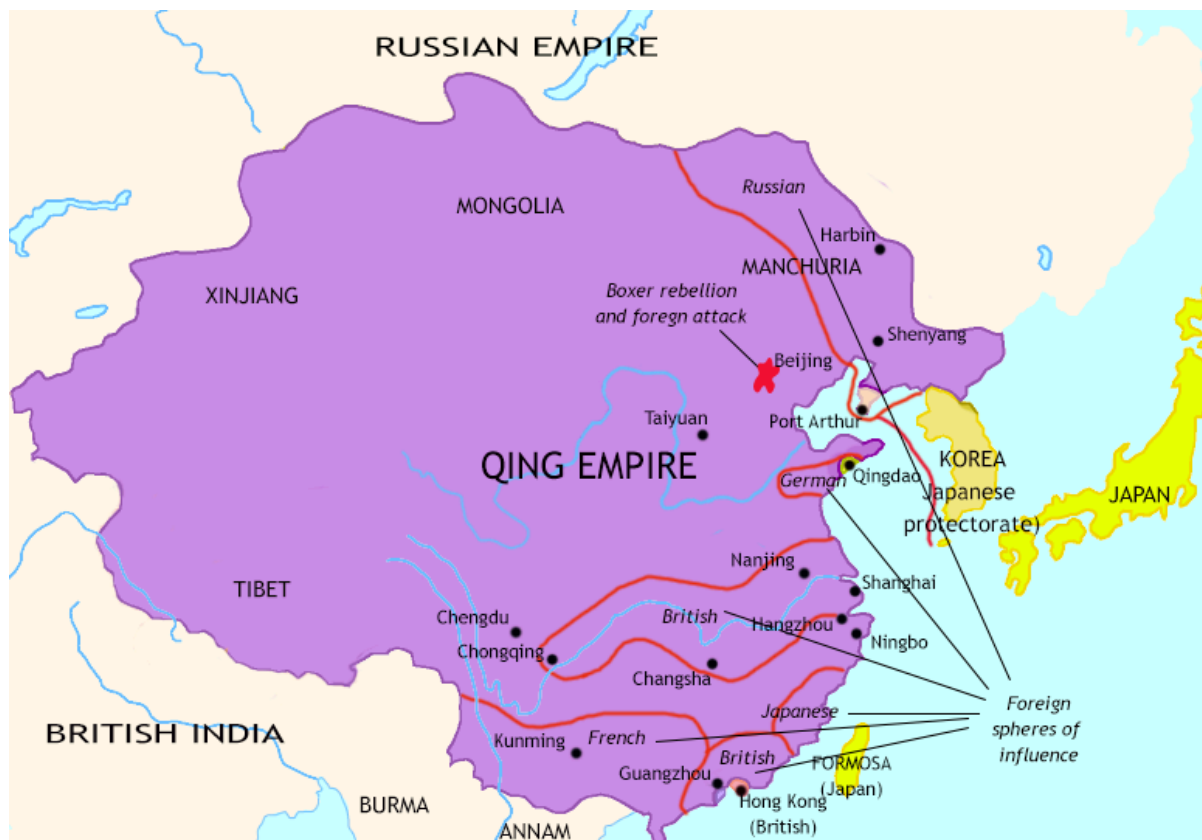 RUSSIAN EMPIRE
Russian
MONGOLIA
Harbin
MANCHURIA
XINJIANG
Boxer rebellion
and foregn attack
Shenyang
Beijing
Taiyuan
Port Arthur
QING EMPIRE
KOREA
Japanese
protectorate)
JAPAN
German
Qingdao
Nanjing
Shanghai
TIBET
Chengdu
British
Hangzhou
Ningbo
Chongqing
Changsha
Foreign
spheres of
influence
Japanese
BRITISH INDIA
Kunming
French
British
FORMOSA
(Japan)
Guangzhou
Hong Kong
(British)
BURMA
ANNAM